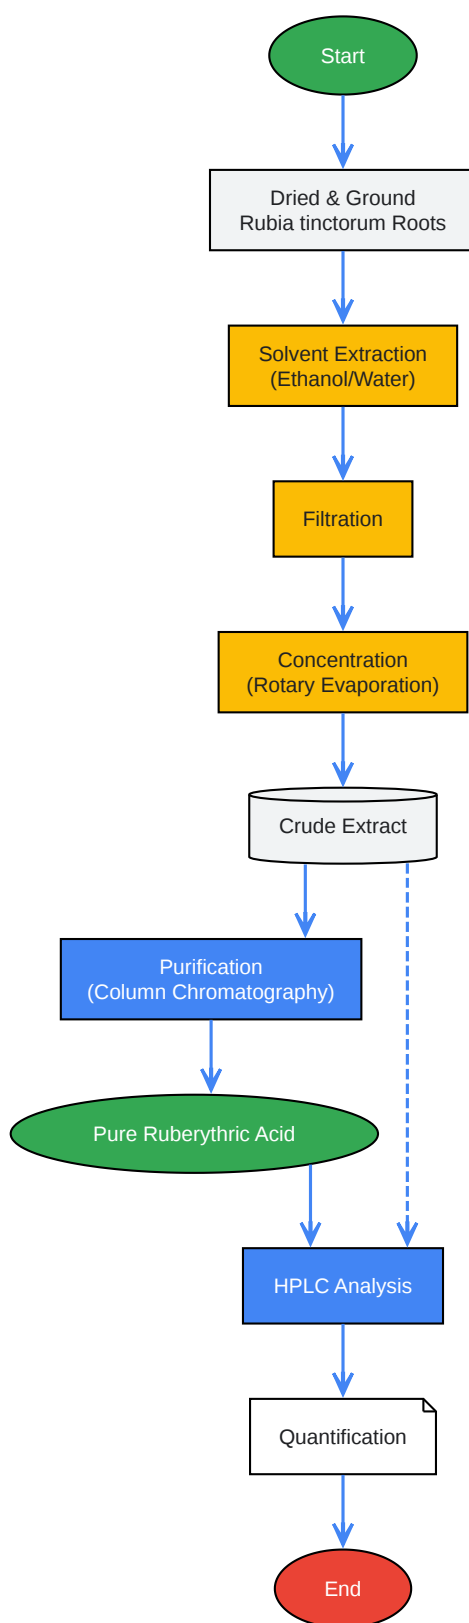 Start
Dried & Ground
Rubia tinctorum Roots
Solvent Extraction
(Ethanol/Water)
Filtration
Concentration
(Rotary Evaporation)
Crude Extract
Purification
(Column Chromatography)
Pure Ruberythric Acid
HPLC Analysis
Quantification
End